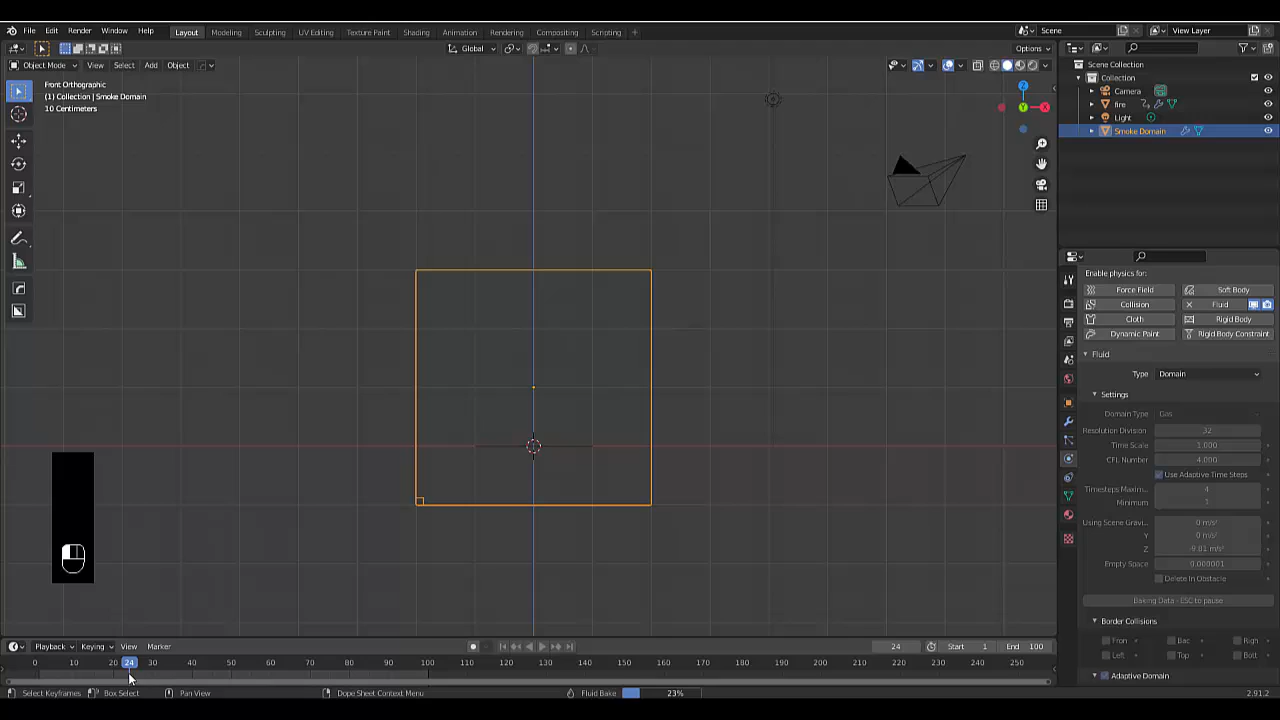 File Edit Render Window Help Layout Modeling Sculpting UV Editing Texture Paint Shading Animation Rendering Compositing Scripting Scene View Layer
Global Options
Object Mode View Select Add Object
Front Orthographic
(1) Collection | Smoke Domain
10 Centimeters
Z
Y
X
Scene Collection
Collection
Camera
fire
Light
Smoke Domain
Enable physics for:
Force Field Soft Body
Collision Fluid
Cloth Rigid Body
Dynamic Paint Rigid Body Constraint
Fluid
Type Domain
Settings
Domain Type Gas
Resolution Division 32
Time Scale 1.000
CFL Number 4.000
Use Adaptive Time Steps
Timesteps Maxim.. 4
Minimum
Using Scene Gravi.. 0 m/s²
Y 0 m/s²
Z -9.81 m/s²
Empty Space 0.000001
Delete In Obstacle
Baking Data - ESC to pause
Border Collisions
Fron Bac Righ
Left Top Bott
Adaptive Domain
Playback Keying View Marker 24 Start 1 End 100
0 10 20 24 30 40 50 60 70 80 90 100 110 120 130 140 150 160 170 180 190 200 210 220 230 240 250
Select Keyframes Box Select Pan View Dope Sheet Context Menu Fluid Bake 23% 2.91.2